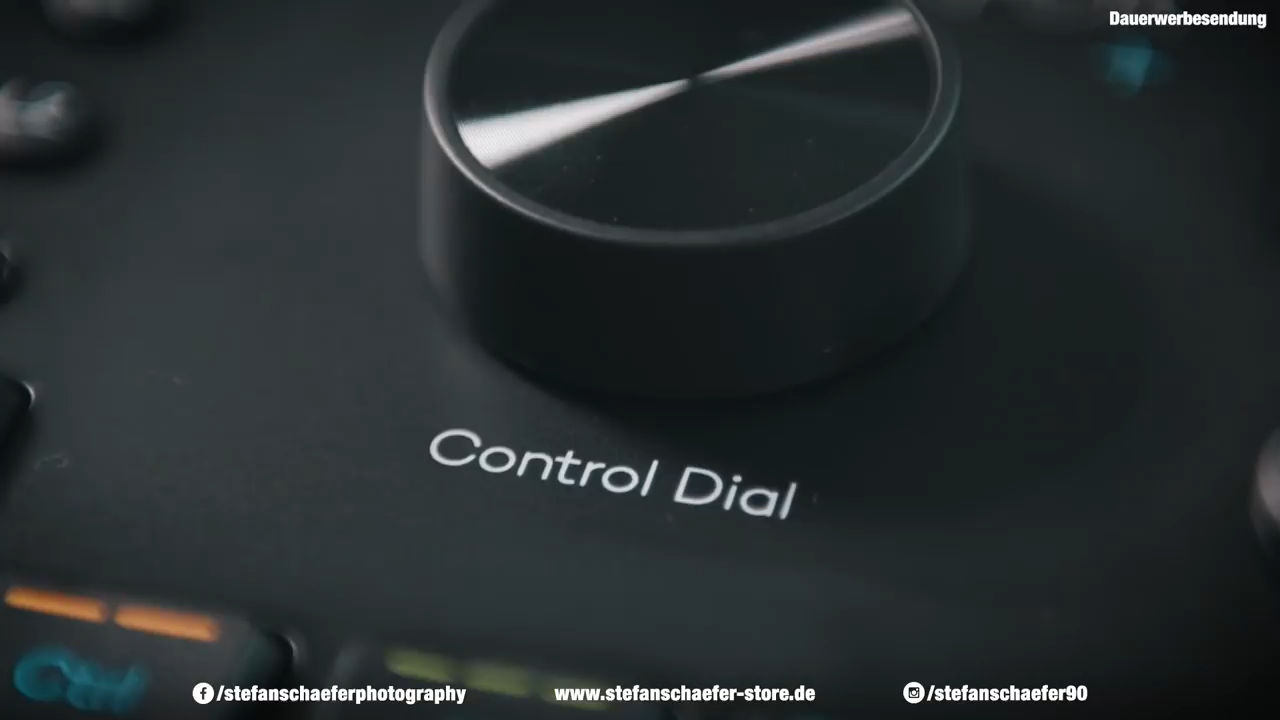 Dauerwerbesendung
Control Dial
/stefanschaeferphotography
www.stefanschaefer-store.de
/stefanschaefer90